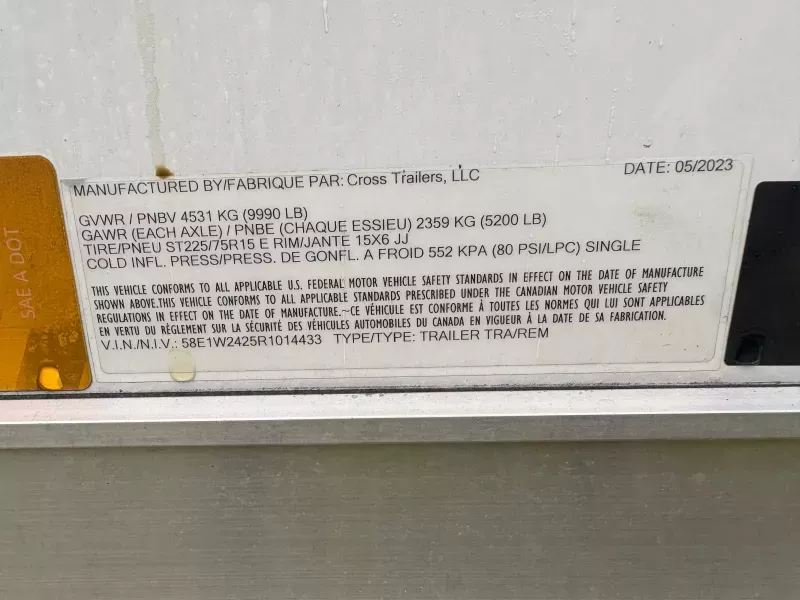 MANUFACTURED BY/FABRIQUE PAR: Cross Trailers, LLC
DATE: 05/2023
GVWR / PNBV 4531 KG (9990 LB)
GAWR (EACH AXLE) / PNBE (CHAQUE ESSIEU) 2359 KG (5200 LB)
TIRE/PNEU ST225/75R15 E RIM/JANTE 15X6 JJ
COLD INFL. PRESS/PRESS. DE GONFL. A FROID 552 KPA (80 PSI/LPC) SINGLE
THIS VEHICLE CONFORMS TO ALL APPLICABLE U.S. FEDERAL MOTOR VEHICLE SAFETY STANDARDS IN EFFECT ON THE DATE OF MANUFACTURE
SHOWN ABOVE.THIS VEHICLE CONFORMS TO ALL APPLICABLE STANDARDS PRESCRIBED UNDER THE CANADIAN MOTOR VEHICLE SAFETY
REGULATIONS IN EFFECT ON THE DATE OF MANUFACTURE.~CE VÉHICULE EST CONFORME À TOUTES LES NORMES QUI LUI SONT APPLICABLES
EN VERTU DU RÈGLEMENT SUR LA SÉCURITÉ DES VÉHICULES AUTOMOBILES DU CANADA EN VIGUEUR À LA DATE DE SA FABRICATION.
V.I.N./N.I.V.: 58E1W2425R1014433 TYPE/TYPE: TRAILER TRA/REM
SAE A DOT